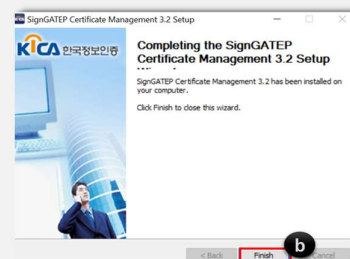 SignGATEP Certificate Management 3.2 Setup
KICA 한국정보인증
Completing the SignGATEP
Certificate Management 3.2 Setup
SignGATEP Certificate Management 3.2 has been installed on
your computer.
Click Finish to close this wizard.
< Back
Finish
b
Cancel